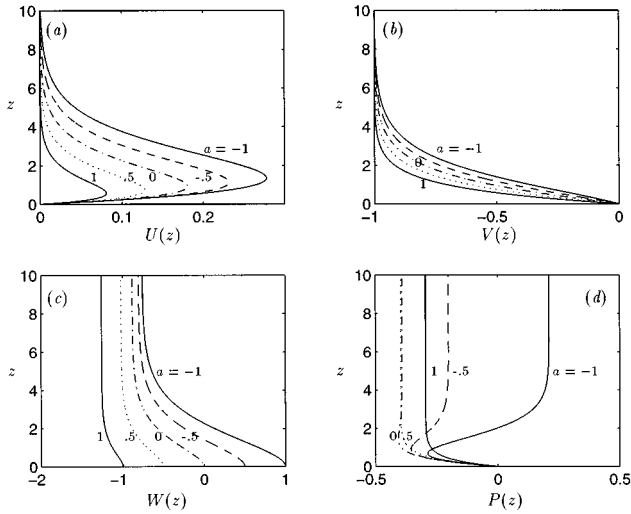 10
(a)
8
6
z
4
a = −1
2
1 .5 0 -.5
0
0 0.1 0.2
U(z)
10
(b)
8
6
z
4
a = −1
2
0
1
0
-1 -0.5 0
V(z)
10
(c)
8
6
z
a = −1
4
2
1 .5 0 -.5
0
-2 -1 0 1
W(z)
10
(d)
8
6
z
1 -.5 a = −1
4
2
0 .5
0
-0.5 0 0.5
P(z)